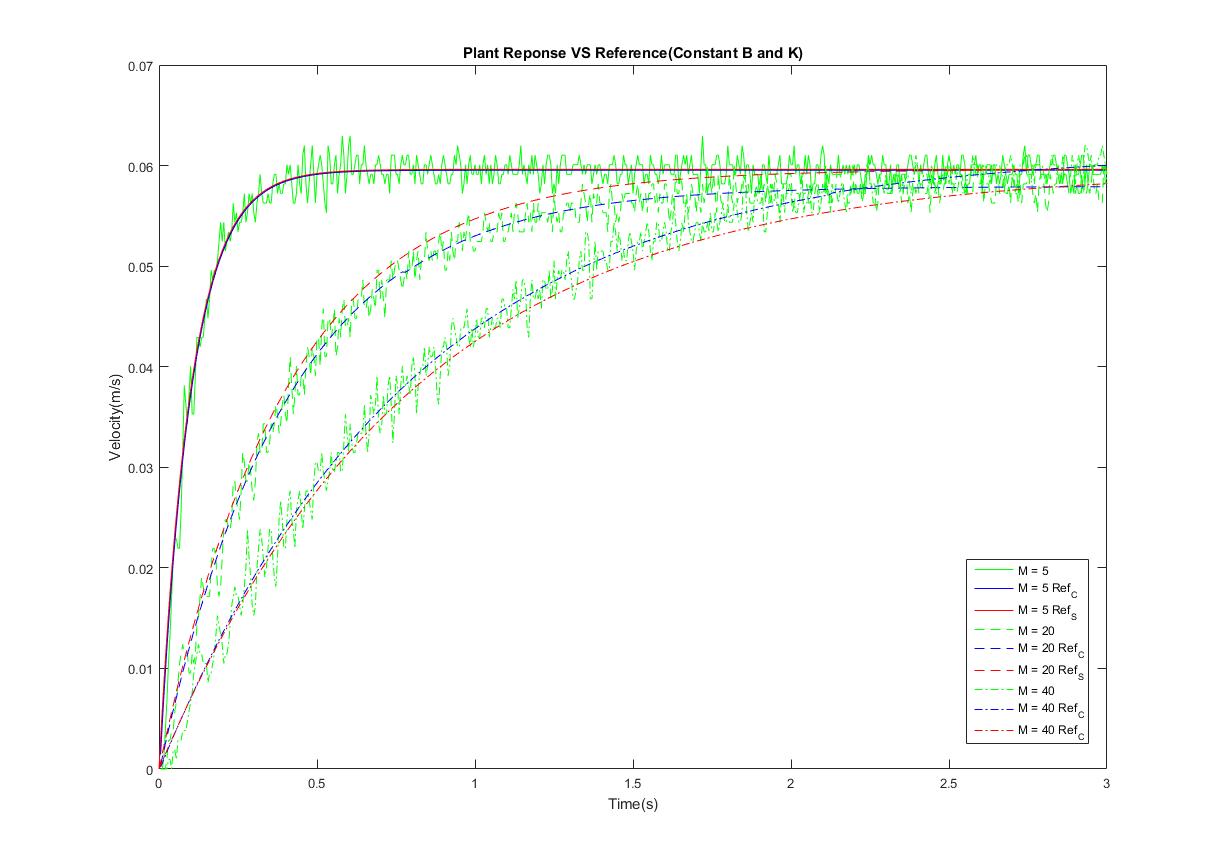 Plant Reponse VS Reference(Constant B and K)
0.07
0.06
0.05
0.04
0.03
0.02
0.01
0
Velocity(m/s)
0 0.5 1 1.5 2 2.5 3
Time(s)
M = 5
M = 5 Ref_C
M = 5 Ref_S
M = 20
M = 20 Ref_C
M = 20 Ref_S
M = 40
M = 40 Ref_C
M = 40 Ref_C